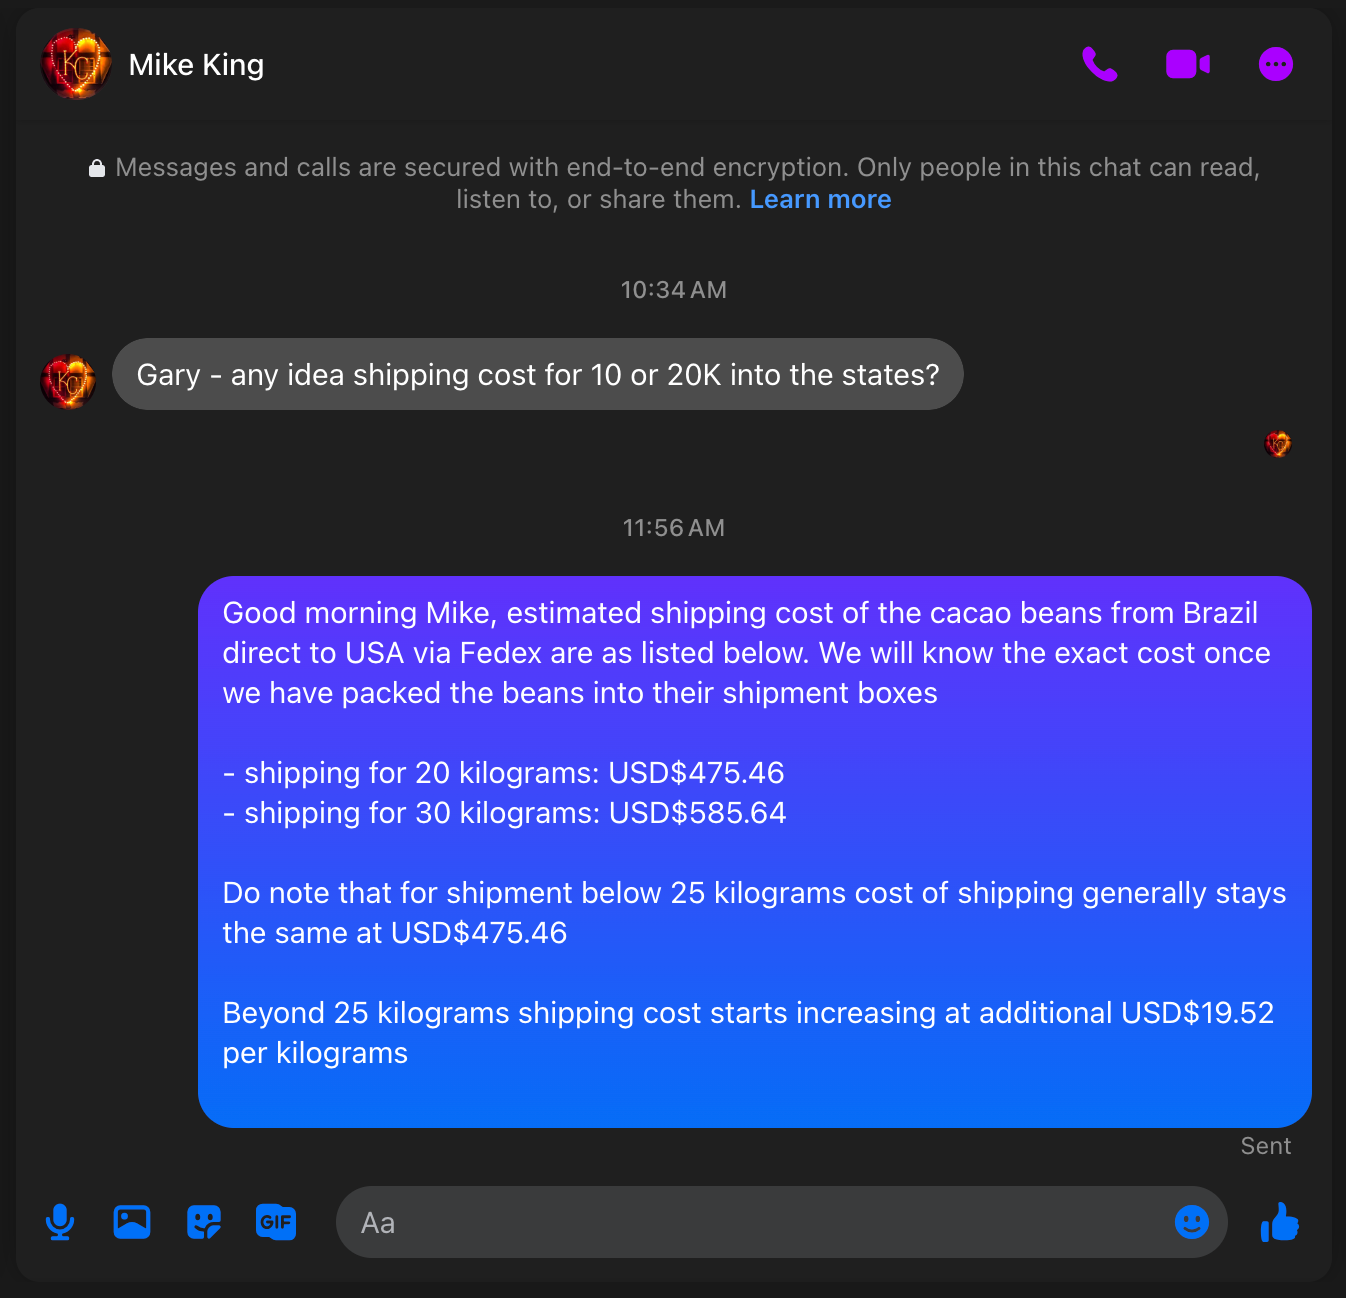 Mike King
Messages and calls are secured with end-to-end encryption. Only people in this chat can read,
listen to, or share them. Learn more
10:34 AM
Gary - any idea shipping cost for 10 or 20K into the states?
11:56 AM
Good morning Mike, estimated shipping cost of the cacao beans from Brazil
direct to USA via Fedex are as listed below. We will know the exact cost once
we have packed the beans into their shipment boxes
- shipping for 20 kilograms: USD$475.46
- shipping for 30 kilograms: USD$585.64
Do note that for shipment below 25 kilograms cost of shipping generally stays
the same at USD$475.46
Beyond 25 kilograms shipping cost starts increasing at additional USD$19.52
per kilograms
Sent
GIF
Aa